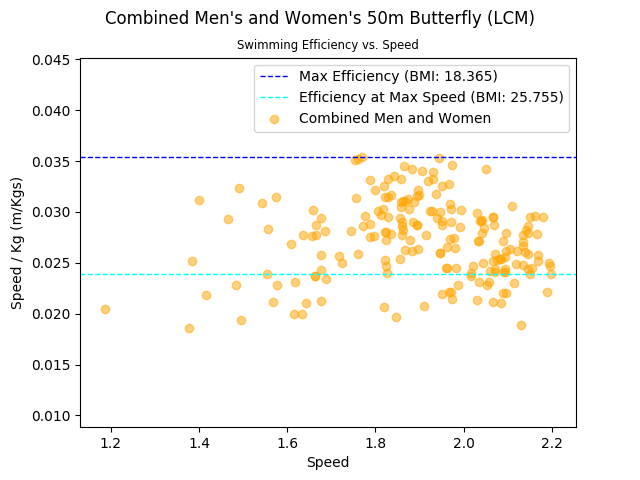 Combined Men's and Women's 50m Butterfly (LCM)
Swimming Efficiency vs. Speed
Max Efficiency (BMI: 18.365)
Efficiency at Max Speed (BMI: 25.755)
Combined Men and Women
Speed / Kg (m/Kgs)
0.045
0.040
0.035
0.030
0.025
0.020
0.015
0.010
1.2 1.4 1.6 1.8 2.0 2.2
Speed